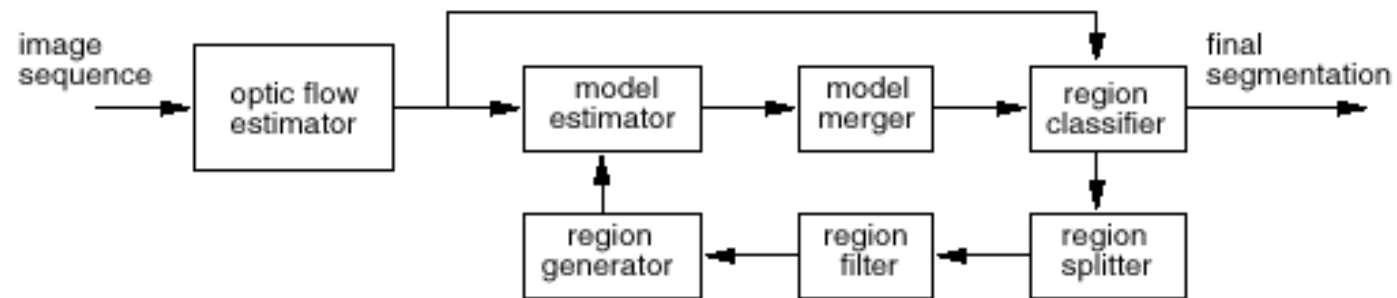 image
sequence
optic flow
estimator
model
estimator
model
merger
region
classifier
final
segmentation
region
generator
region
filter
region
splitter